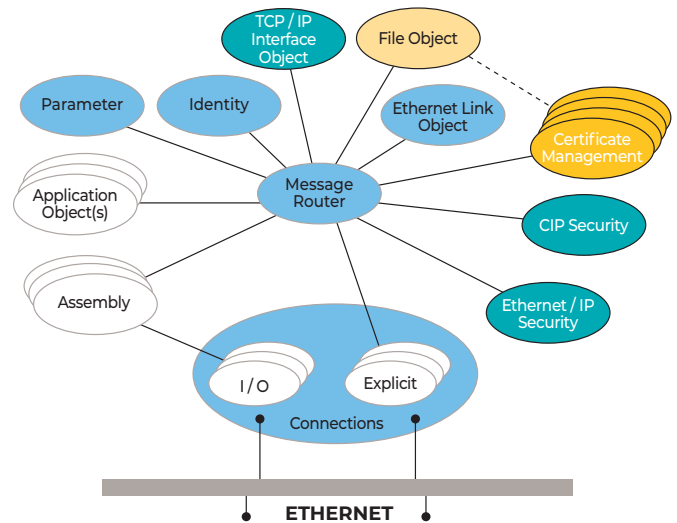 TCP / IP
Interface
Object
File Object
Parameter
Identity
Ethernet Link
Object
Certificate
Management
Message
Router
Application
Object(s)
CIP Security
Assembly
Ethernet / IP
Security
I / O
Explicit
Connections
ETHERNET